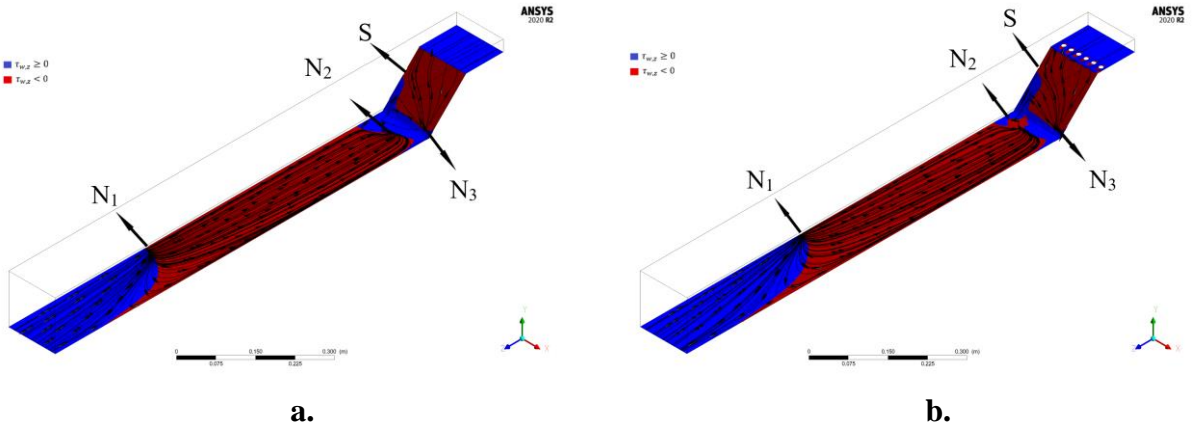 ANSYS
2020 R2
τw,z ≥ 0
τw,z < 0
S
N2
N1
N3
0 0.150 0.300 (m)
0.075 0.225
Y
Z X
a.
ANSYS
2020 R2
τw,z ≥ 0
τw,z < 0
S
N2
N1
N3
0 0.150 0.300 (m)
0.075 0.225
Y
Z X
b.